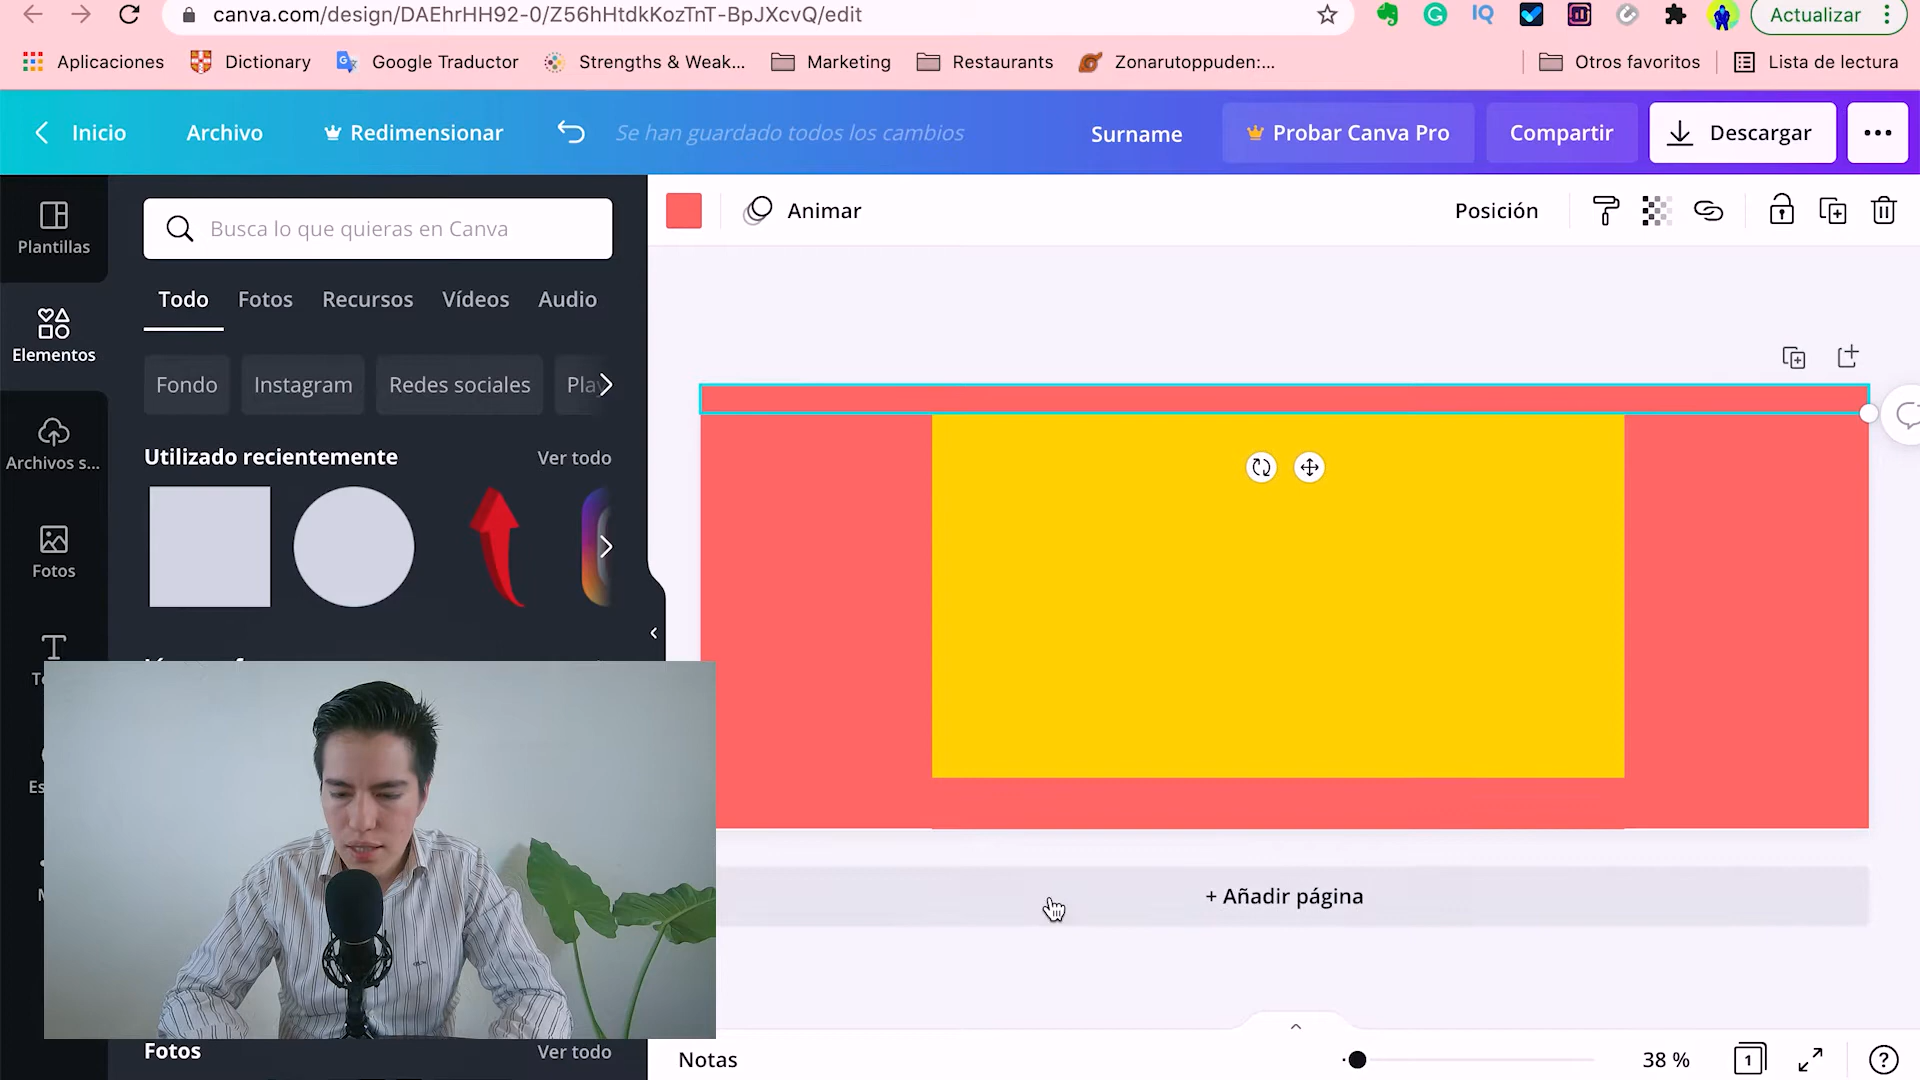 canva.com/design/DAEhrHH92-0/Z56hHtdkKozTnT-BpJXcvQ/edit
Actualizar
Aplicaciones
Dictionary
Google Traductor
Strengths & Weak...
Marketing
Restaurants
Zonarutoppuden:...
Otros favoritos
Lista de lectura
Inicio
Archivo
Redimensionar
Se han guardado todos los cambios
Surname
Probar Canva Pro
Compartir
Descargar
Plantillas
Elementos
Archivos s...
Fotos
Busca lo que quieras en Canva
Todo
Fotos
Recursos
Vídeos
Audio
Fondo
Instagram
Redes sociales
Utilizado recientemente
Ver todo
Animar
Posición
+ Añadir página
Fotos
Ver todo
Notas
38 %
1